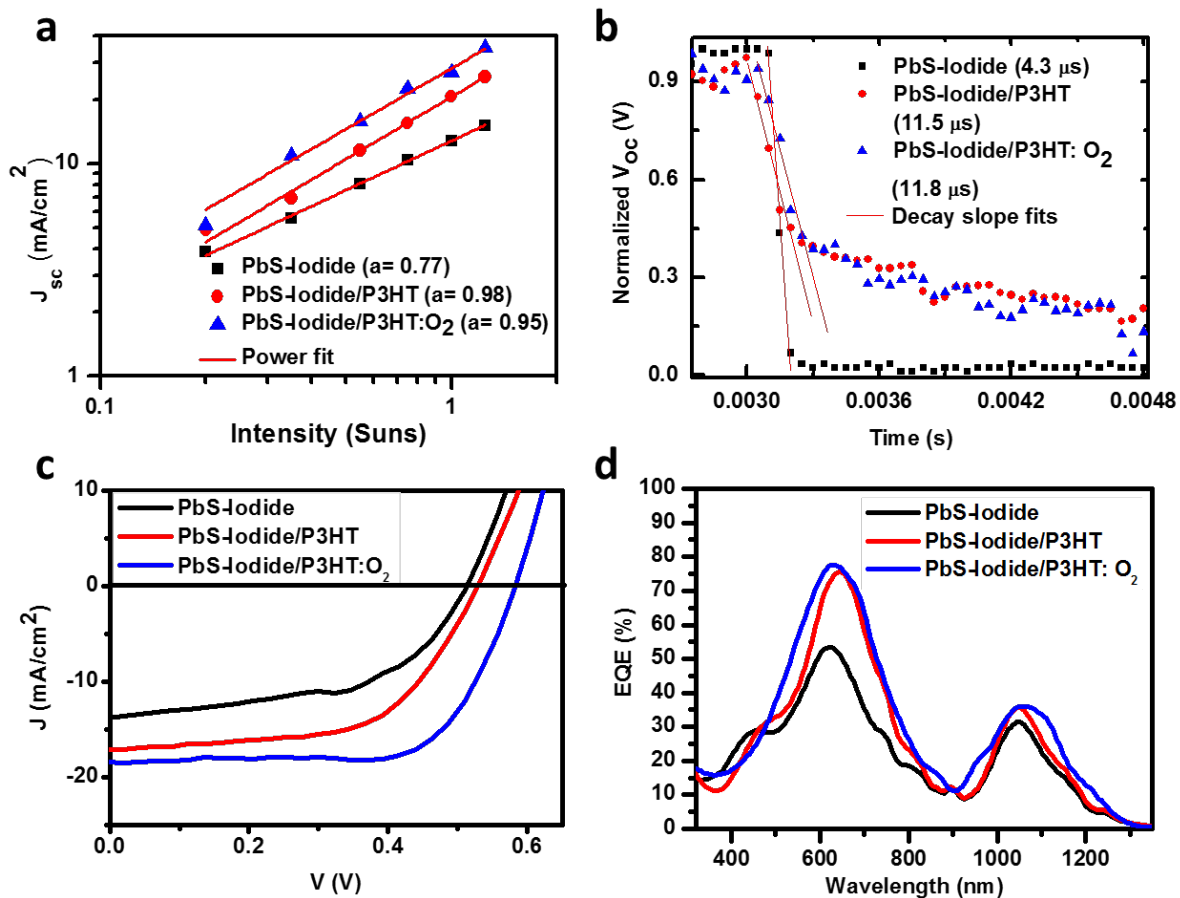 a
J_sc (mA/cm²)
10
1
PbS-Iodide (a= 0.77)
PbS-Iodide/P3HT (a= 0.98)
PbS-Iodide/P3HT:O₂ (a= 0.95)
Power fit
0.1
1
Intensity (Suns)
b
Normalized V_OC (V)
0.9
0.6
0.3
0.0
PbS-Iodide (4.3 μs)
PbS-Iodide/P3HT
(11.5 μs)
PbS-Iodide/P3HT: O₂
(11.8 μs)
Decay slope fits
0.0030
0.0036
0.0042
0.0048
Time (s)
c
J (mA/cm²)
10
0
-10
-20
PbS-Iodide
PbS-Iodide/P3HT
PbS-Iodide/P3HT:O₂
0.0
0.2
0.4
0.6
V (V)
d
EQE (%)
100
90
80
70
60
50
40
30
20
10
0
PbS-Iodide
PbS-Iodide/P3HT
PbS-Iodide/P3HT: O₂
400
600
800
1000
1200
Wavelength (nm)